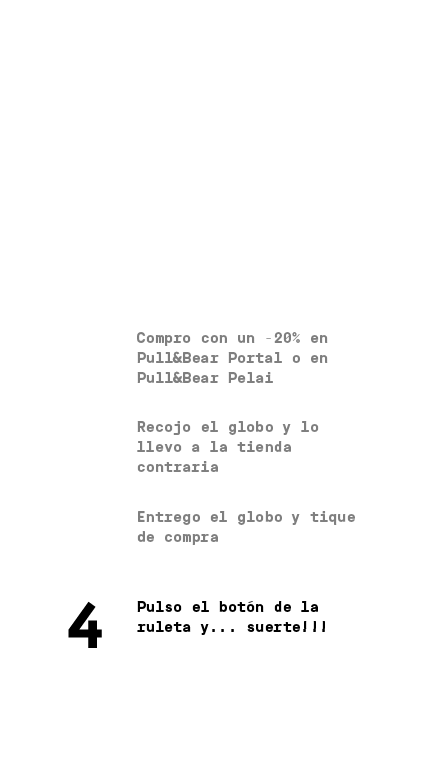 Compro con un -20% en
Pull&Bear Portal o en
Pull&Bear Pelai
Recojo el globo y lo
llevo a la tienda
contraria
Entrego el globo y tique
de compra
4
Pulso el botón de la
ruleta y... suerte!!!